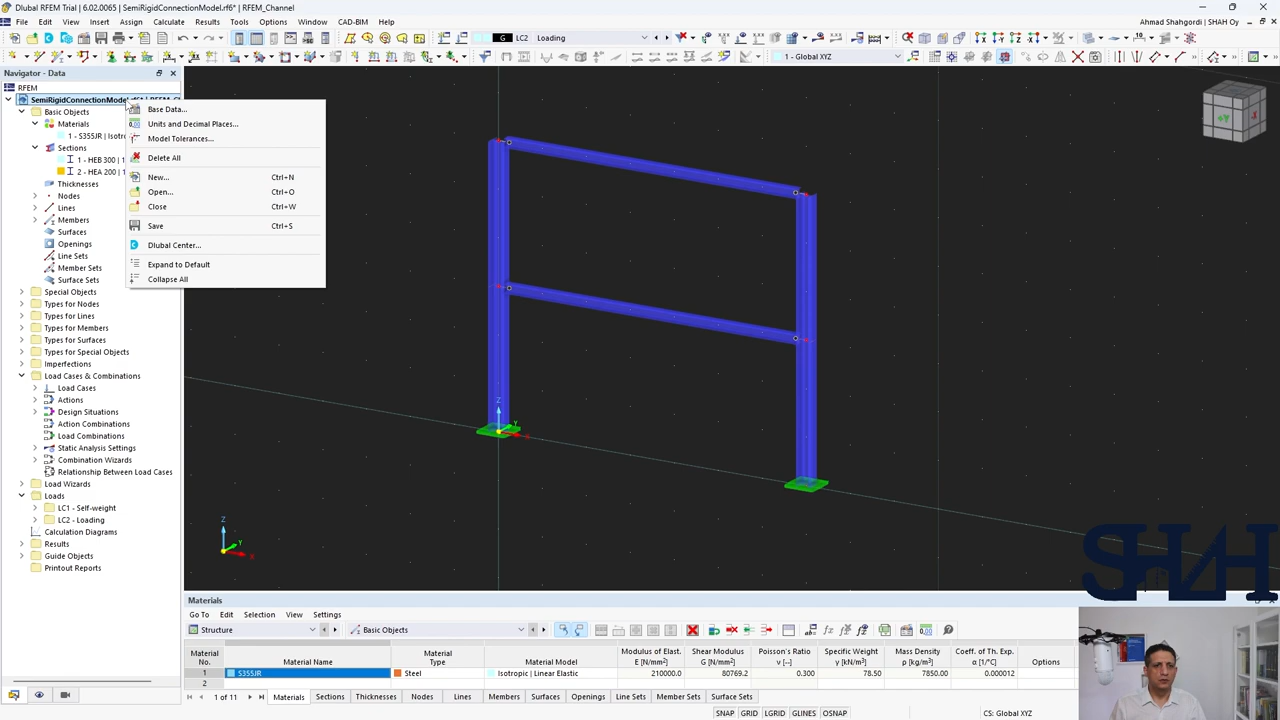 Dlubal RFEM Trial | 6.02.0065 | SemiRigidConnectionModel.rf6* | RFEM_Channel
File Edit View Insert Assign Calculate Results Tools Options Window CAD-BIM Help
Ahmad Shahgordi | SHAH Oy
G LC2 Loading
1 - Global XYZ
Navigator - Data
RFEM
SemiRigidConnectionModel.rf6* | RFEM_C
Basic Objects
Materials
1 - S355JR | Isotro
Sections
1 - HEB 300 | 1
2 - HEA 200 | 1
Thicknesses
Nodes
Lines
Members
Surfaces
Openings
Line Sets
Member Sets
Surface Sets
Special Objects
Types for Nodes
Types for Lines
Types for Members
Types for Surfaces
Types for Special Objects
Imperfections
Load Cases & Combinations
Load Cases
Actions
Design Situations
Action Combinations
Load Combinations
Static Analysis Settings
Combination Wizards
Relationship Between Load Cases
Load Wizards
Loads
LC1 - Self-weight
LC2 - Loading
Calculation Diagrams
Results
Guide Objects
Printout Reports
Base Data...
Units and Decimal Places...
Model Tolerances...
Delete All
New... Ctrl+N
Open... Ctrl+O
Close Ctrl+W
Save Ctrl+S
Dlubal Center...
Expand to Default
Collapse All
Z
Y
X
Z
Y
X
+Y
SHAH
Materials
Go To Edit Selection View Settings
Structure Basic Objects
Material No. Material Name Material Type Material Model Modulus of Elast. E [N/mm²] Shear Modulus G [N/mm²] Poisson's Ratio ν [--] Specific Weight γ [kN/m³] Mass Density ρ [kg/m³] Coeff. of Th. Exp. α [1/°C] Options
1 S355JR Steel Isotropic | Linear Elastic 210000.0 80769.2 0.300 78.50 7850.00 0.000012
2
1 of 11 Materials Sections Thicknesses Nodes Lines Members Surfaces Openings Line Sets Member Sets Surface Sets
SNAP GRID LGRID GLINES OSNAP CS: Global XYZ